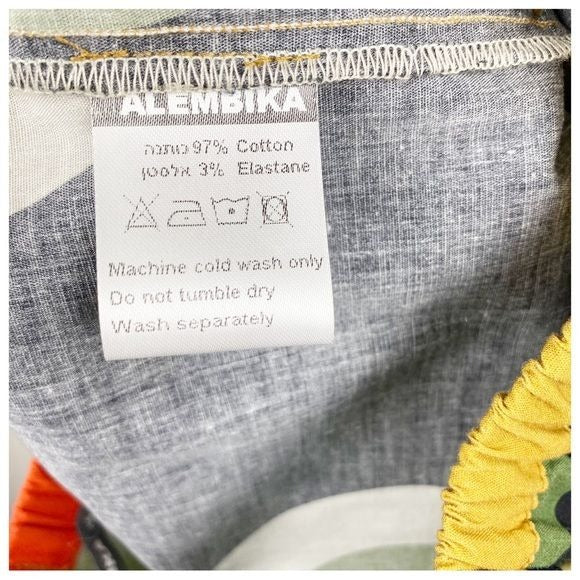 ALEMBIKA
כותנה 97% Cotton
אלסטן 3% Elastane
Machine cold wash only
Do not tumble dry
Wash separately